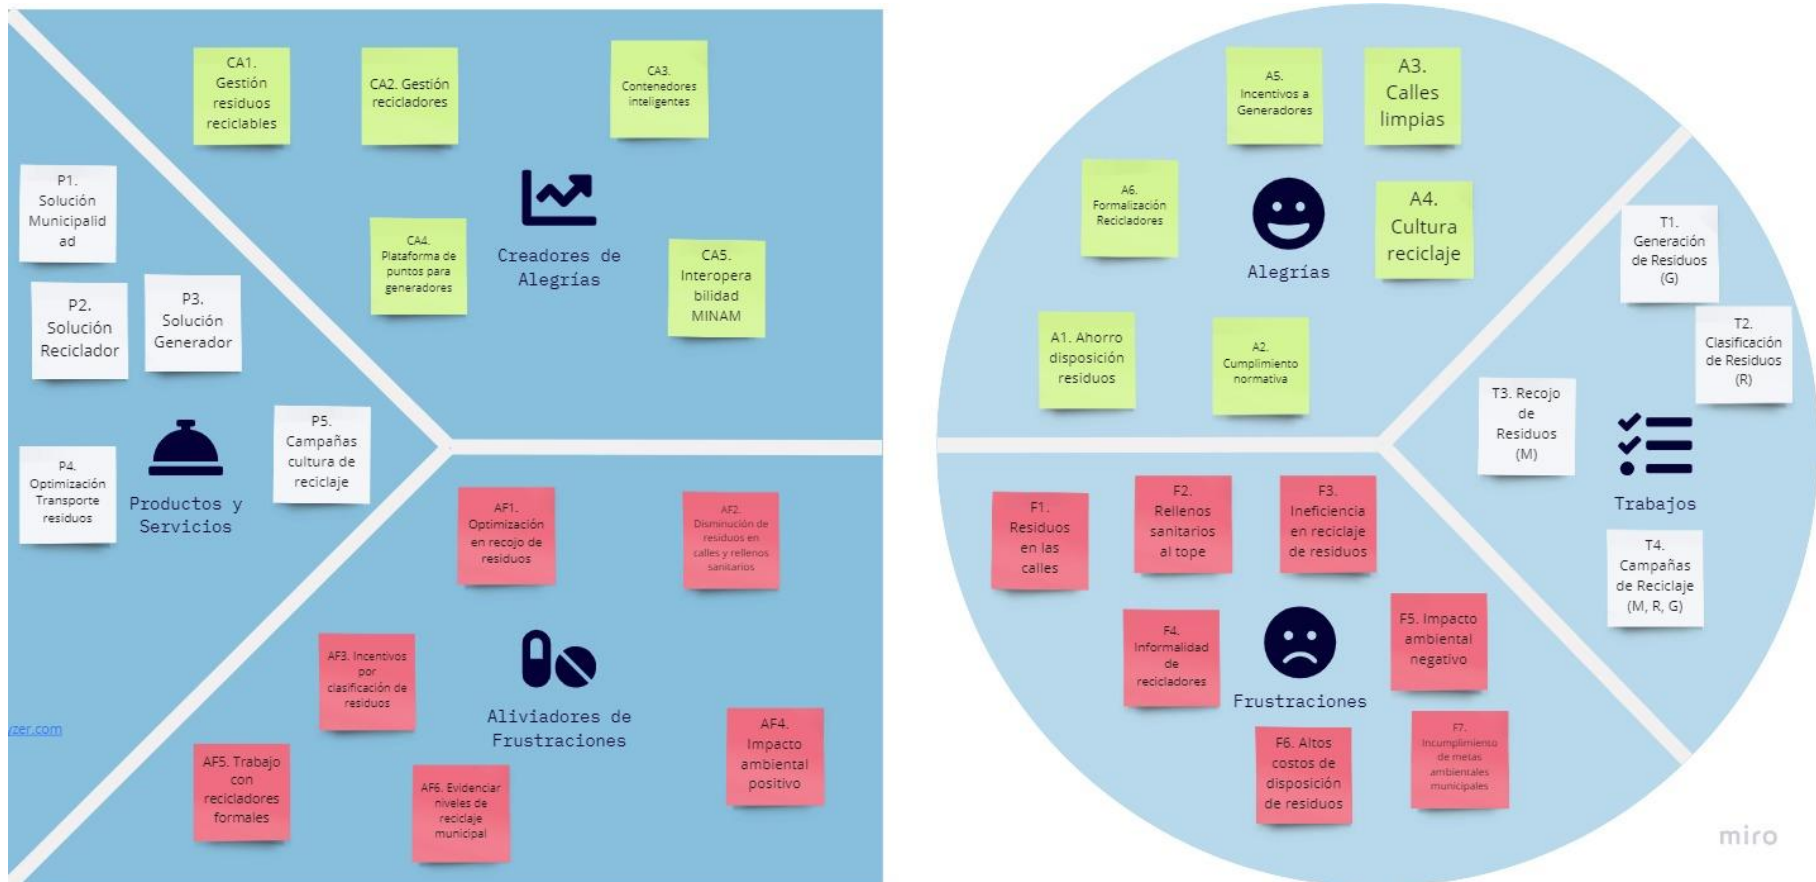 CA1.
Gestión
residuos
reciclables
CA2. Gestión
recicladores
CA3.
Contenedores
inteligentes
CA4.
Plataforma de
puntos para
generadores
CA5.
Interopera
bilidad
MINAM
Creadores de
Alegrías
P1.
Solución
Municipalid
ad
P2.
Solución
Reciclador
P3.
Solución
Generador
P4.
Optimización
Transporte
residuos
P5.
Campañas
cultura de
reciclaje
Productos y
Servicios
AF1.
Optimización
en recojo de
residuos
AF2.
Disminución de
residuos en
calles y rellenos
sanitarios
AF3. Incentivos
por
clasificación de
residuos
AF4.
Impacto
ambiental
positivo
AF5. Trabajo
con
recicladores
formales
AF6. Evidenciar
niveles de
reciclaje
municipal
Aliviadores de
Frustraciones
yzer.com
A5.
Incentivos a
Generadores
A3.
Calles
limpias
A6.
Formalización
Recicladores
A4.
Cultura
reciclaje
A1. Ahorro
disposición
residuos
A2.
Cumplimiento
normativa
Alegrías
T1.
Generación
de Residuos
(G)
T2.
Clasificación
de Residuos
(R)
T3. Recojo
de
Residuos
(M)
T4.
Campañas
de Reciclaje
(M, R, G)
Trabajos
F1.
Residuos
en las
calles
F2.
Rellenos
sanitarios
al tope
F3.
Ineficiencia
en reciclaje
de residuos
F4.
Informalidad
de
recicladores
F5. Impacto
ambiental
negativo
F6. Altos
costos de
disposición
de residuos
F7.
Incumplimiento
de metas
ambientales
municipales
Frustraciones
miro